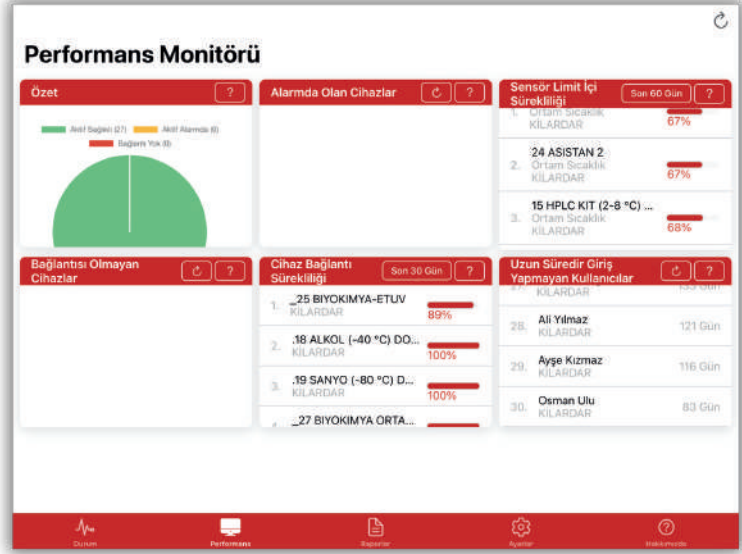 Performans Monitörü
Özet
?
Aktif Bağlı (27)
Aktif Alarmda (0)
Bağlantı Yok (0)
Alarmda Olan Cihazlar
?
Sensör Limit İçi
Sürekliliği
Son 60 Gün
?
1.
Ortam Sıcaklık
KİLARDAR
67%
24 ASISTAN 2
2.
Ortam Sıcaklık
KİLARDAR
67%
15 HPLC KIT (2-8 °C) ...
3.
Ortam Sıcaklık
KİLARDAR
68%
Bağlantısı Olmayan
Cihazlar
?
Cihaz Bağlantı
Sürekliliği
Son 30 Gün
?
1.
_25 BIYOKIMYA-ETUV
KİLARDAR
89%
2.
.18 ALKOL (-40 °C) DO...
KİLARDAR
100%
3.
.19 SANYO (-80 °C) D...
KİLARDAR
100%
_27 BIYOKIMYA ORTA...
Uzun Süredir Giriş
Yapmayan Kullanıcılar
?
KİLARDAR
28.
Ali Yılmaz
KİLARDAR
121 Gün
29.
Ayşe Kızmaz
KİLARDAR
116 Gün
30.
Osman Ulu
KİLARDAR
83 Gün
Durum
Performans
Raporlar
Ayarlar
Hakkımızda